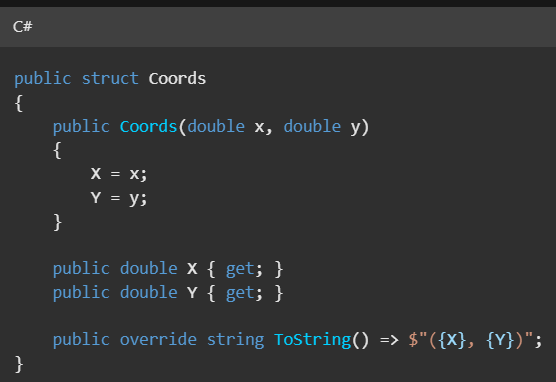 C#
public struct Coords
{
    public Coords(double x, double y)
    {
        X = x;
        Y = y;
    }

    public double X { get; }
    public double Y { get; }

    public override string ToString() => $"({X}, {Y})";
}